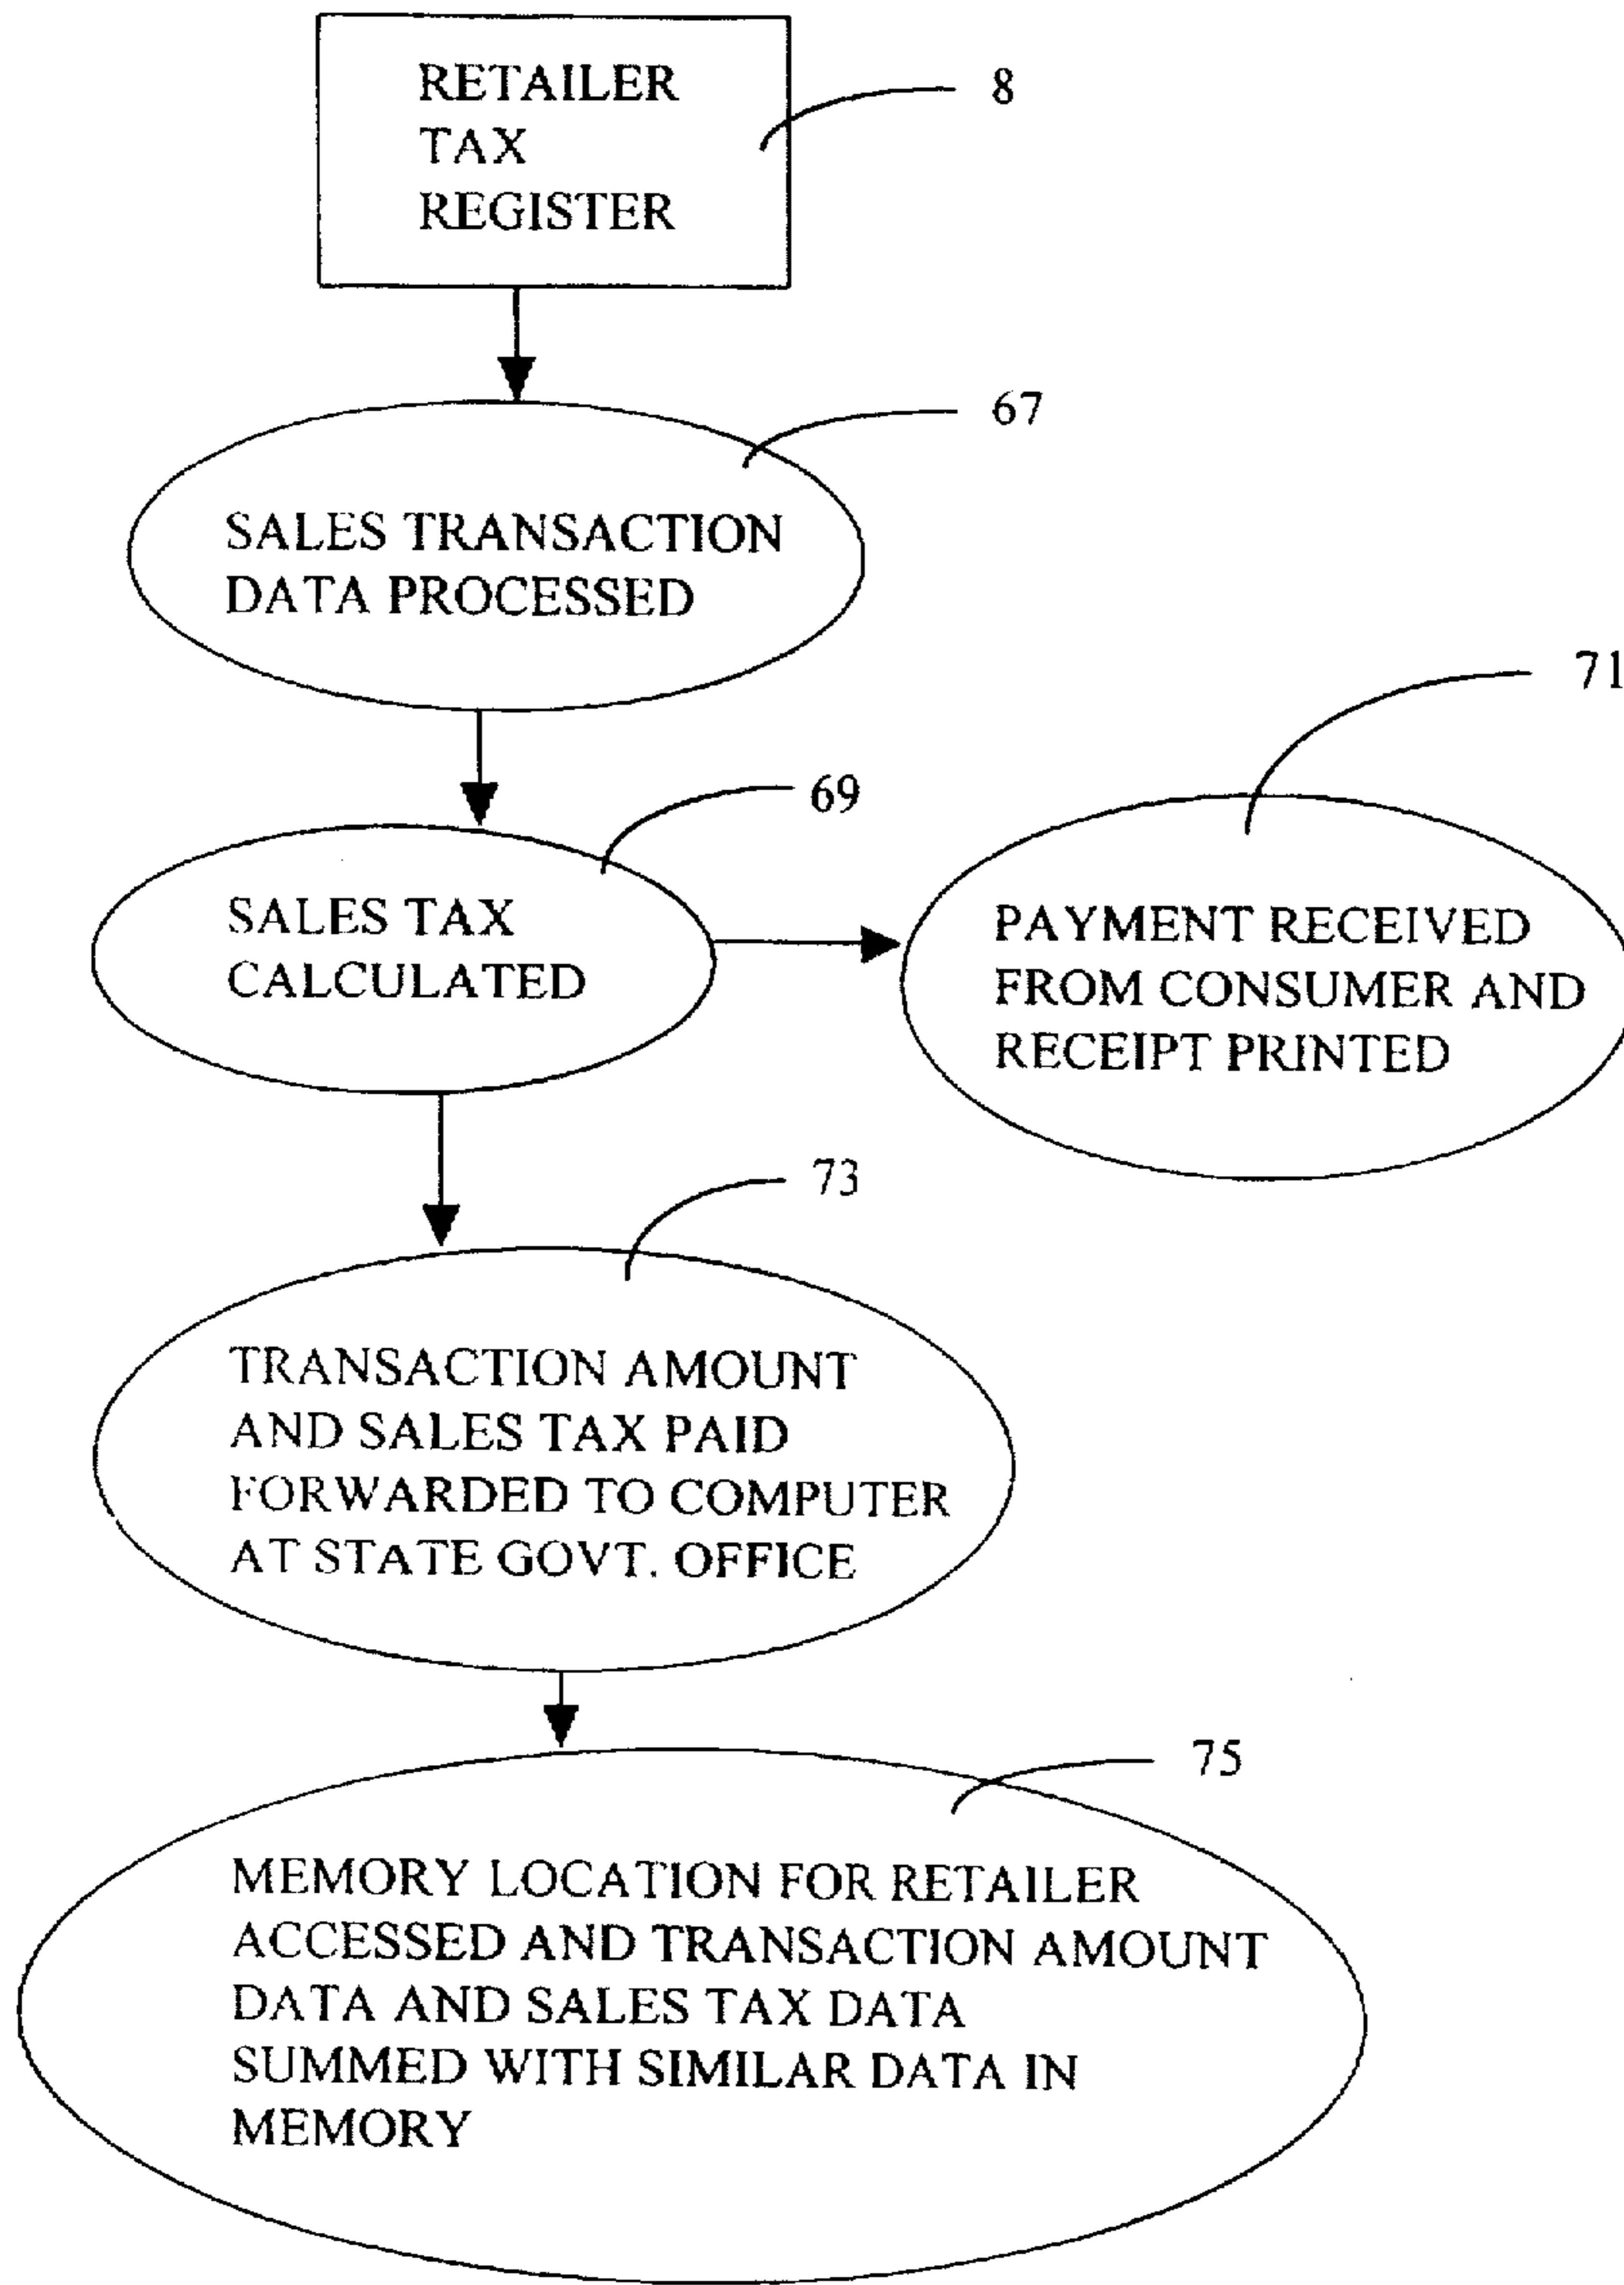 RETAILER
TAX
REGISTER
8
67
SALES TRANSACTION
DATA PROCESSED
71
69
SALES TAX
CALCULATED
PAYMENT RECEIVED
FROM CONSUMER AND
RECEIPT PRINTED
73
TRANSACTION AMOUNT
AND SALES TAX PAID
FORWARDED TO COMPUTER
AT STATE GOVT. OFFICE
75
MEMORY LOCATION FOR RETAILER
ACCESSED AND TRANSACTION AMOUNT
DATA AND SALES TAX DATA
SUMMED WITH SIMILAR DATA IN
MEMORY